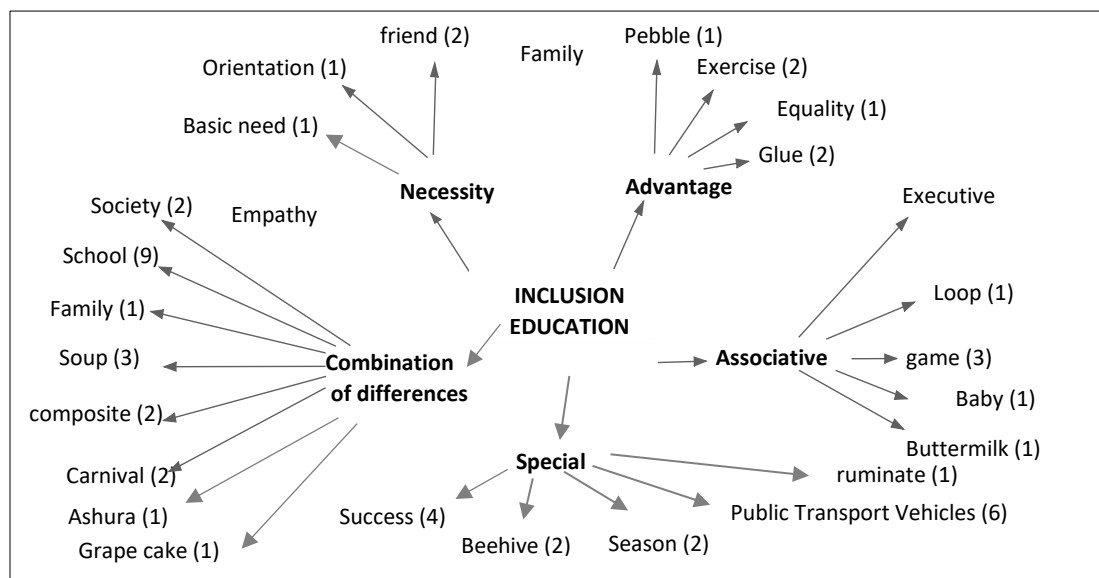 friend (2)
Family
Pebble (1)
Orientation (1)
Exercise (2)
Basic need (1)
Equality (1)
Glue (2)
Necessity
Advantage
Society (2)
Empathy
Executive
School (9)
INCLUSION
EDUCATION
Loop (1)
Family (1)
Soup (3)
Combination
of differences
Associative
game (3)
composite (2)
Baby (1)
Buttermilk (1)
Special
Carnival (2)
ruminate (1)
Ashura (1)
Success (4)
Public Transport Vehicles (6)
Grape cake (1)
Beehive (2)
Season (2)